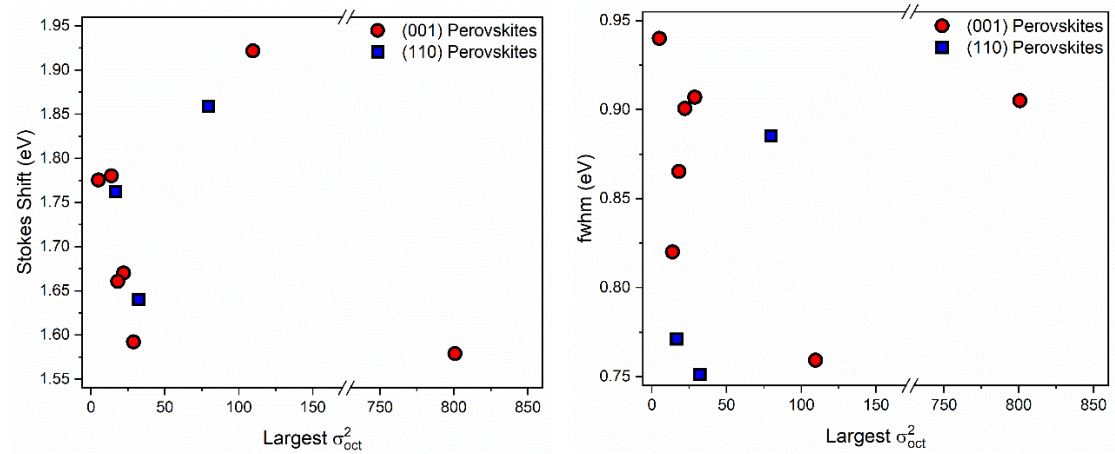 1.95
1.90
1.85
1.80
1.75
1.70
1.65
1.60
1.55
Stokes Shift (eV)
(001) Perovskites
(110) Perovskites
0 50 100 150 750 800 850
Largest σ²oct
0.95
0.90
0.85
0.80
0.75
fwhm (eV)
(001) Perovskites
(110) Perovskites
0 50 100 150 750 800 850
Largest σ²oct